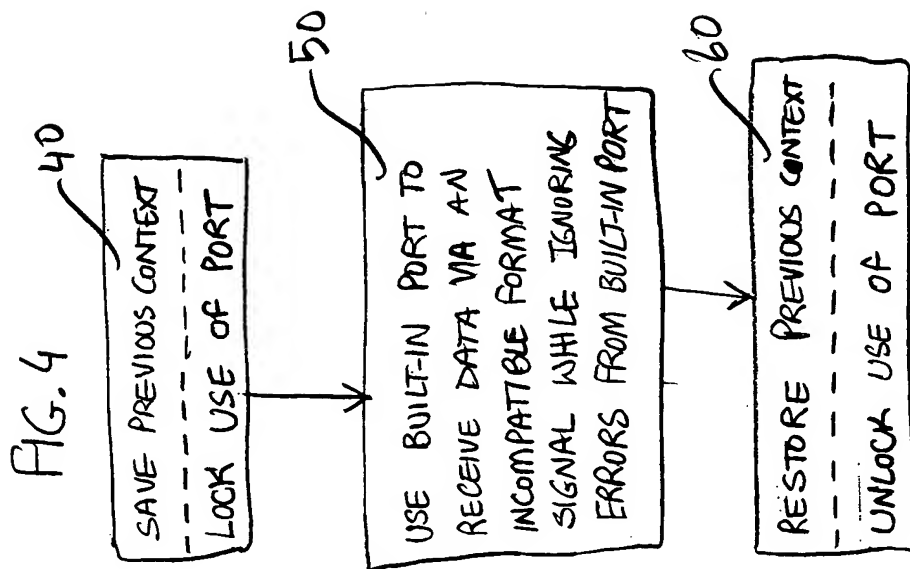 FIG. 4
40
SAVE PREVIOUS CONTEXT
LOCK USE OF PORT
50
USE BUILT-IN PORT TO
RECEIVE DATA VIA AN
INCOMPATIBLE FORMAT
SIGNAL WHILE IGNORING
ERRORS FROM BUILT-IN PORT
60
RESTORE PREVIOUS CONTEXT
UNLOCK USE OF PORT